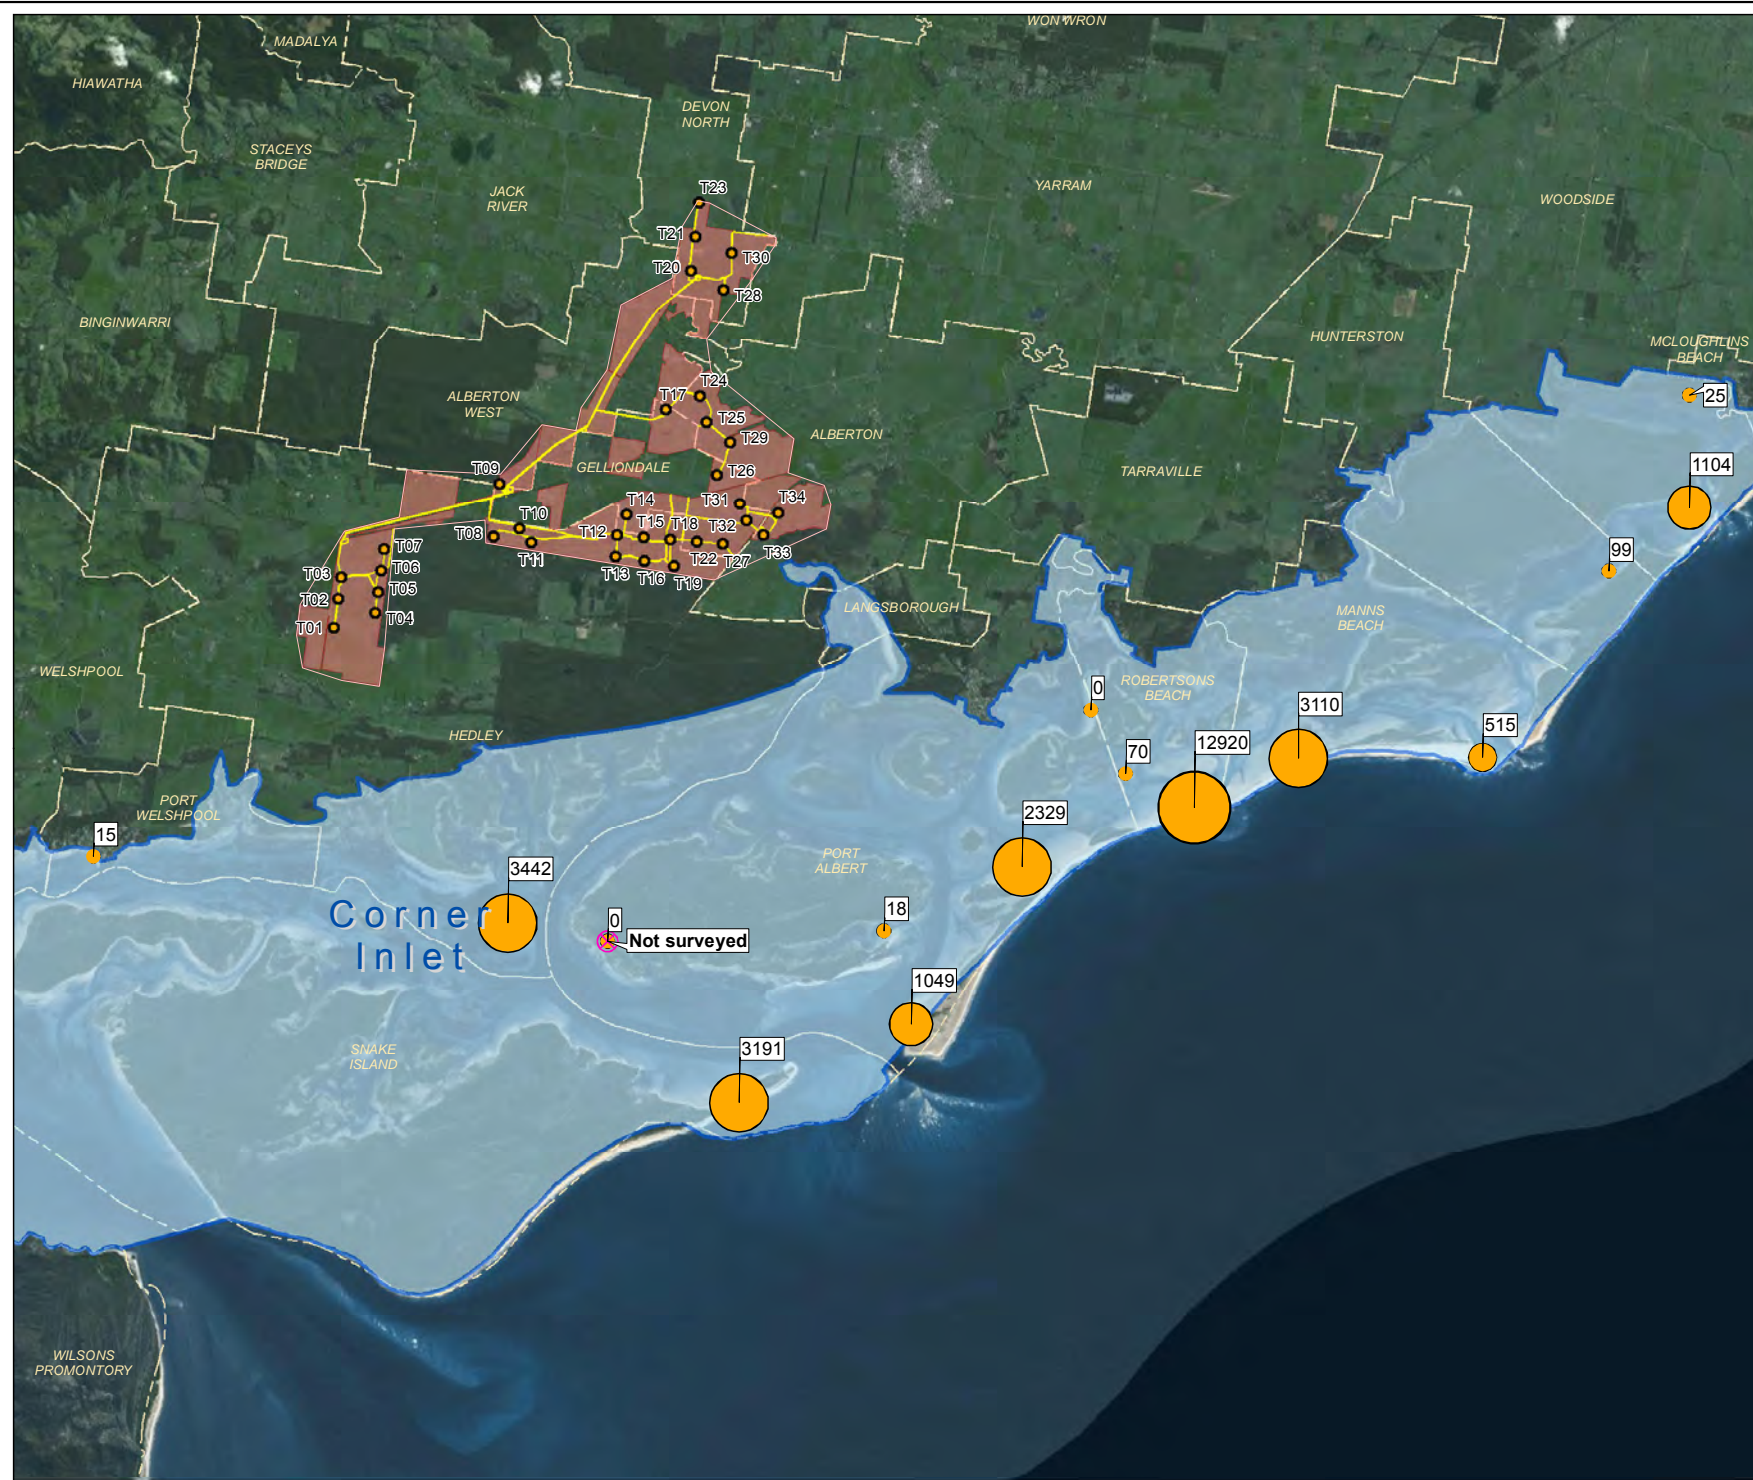 WON WRON
MADALYA
HIAWATHA
DEVON
NORTH
STACEYS
BRIDGE
JACK
RIVER
YARRAM
WOODSIDE
T23
T21
T30
T20
T28
BINGINWARRI
HUNTERSTON
MCLOUGHLINS
BEACH
ALBERTON
WEST
T24
T17
25
T25
T29
ALBERTON
GELLIONDALE
T26
TARRAVILLE
1104
T09
T31
T34
T14
T10
T15
T18
T32
T08
T12
T33
T11
T22
T27
T07
T13
T16
T19
99
T03
T06
T05
T02
T04
T01
LANGSBOROUGH
MANNS
BEACH
WELSHPOOL
ROBERTSONS
BEACH
0
3110
515
HEDLEY
12920
70
PORT
WELSHPOOL
2329
15
PORT
ALBERT
3442
Corner
Inlet
18
0
Not surveyed
1049
3191
SNAKE
ISLAND
WILSONS
PROMONTORY